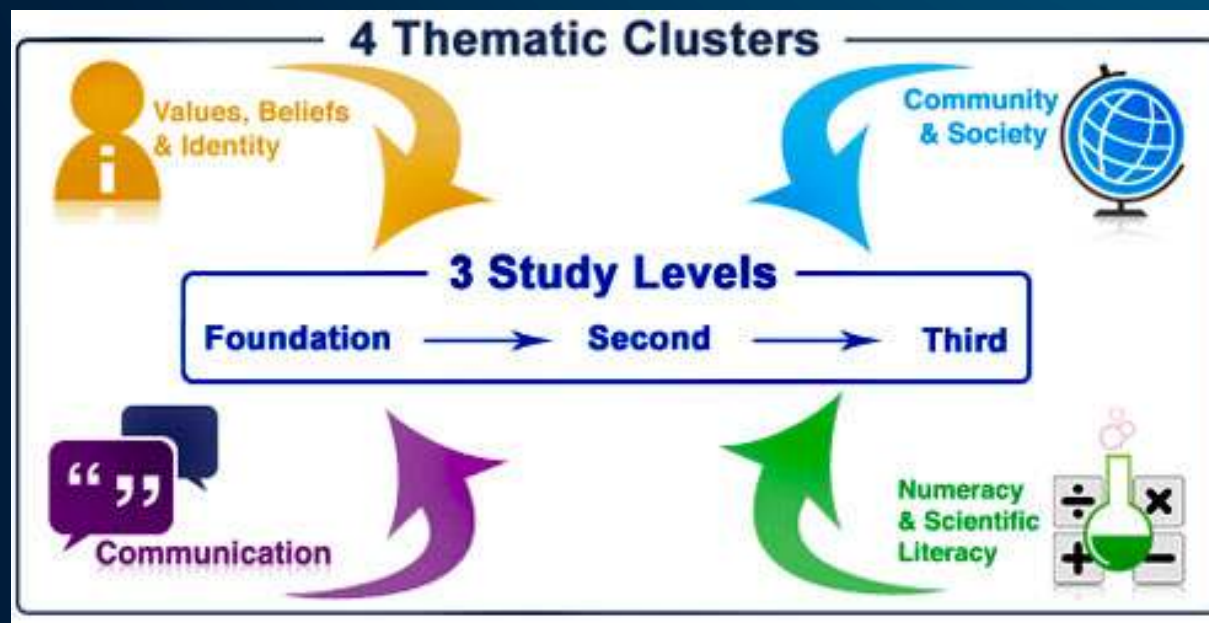 4 Thematic Clusters
Values, Beliefs
& Identity
Community
& Society
3 Study Levels
Foundation → Second → Third
“ ”
Communication
Numeracy
& Scientific
Literacy
÷ ×
+ −